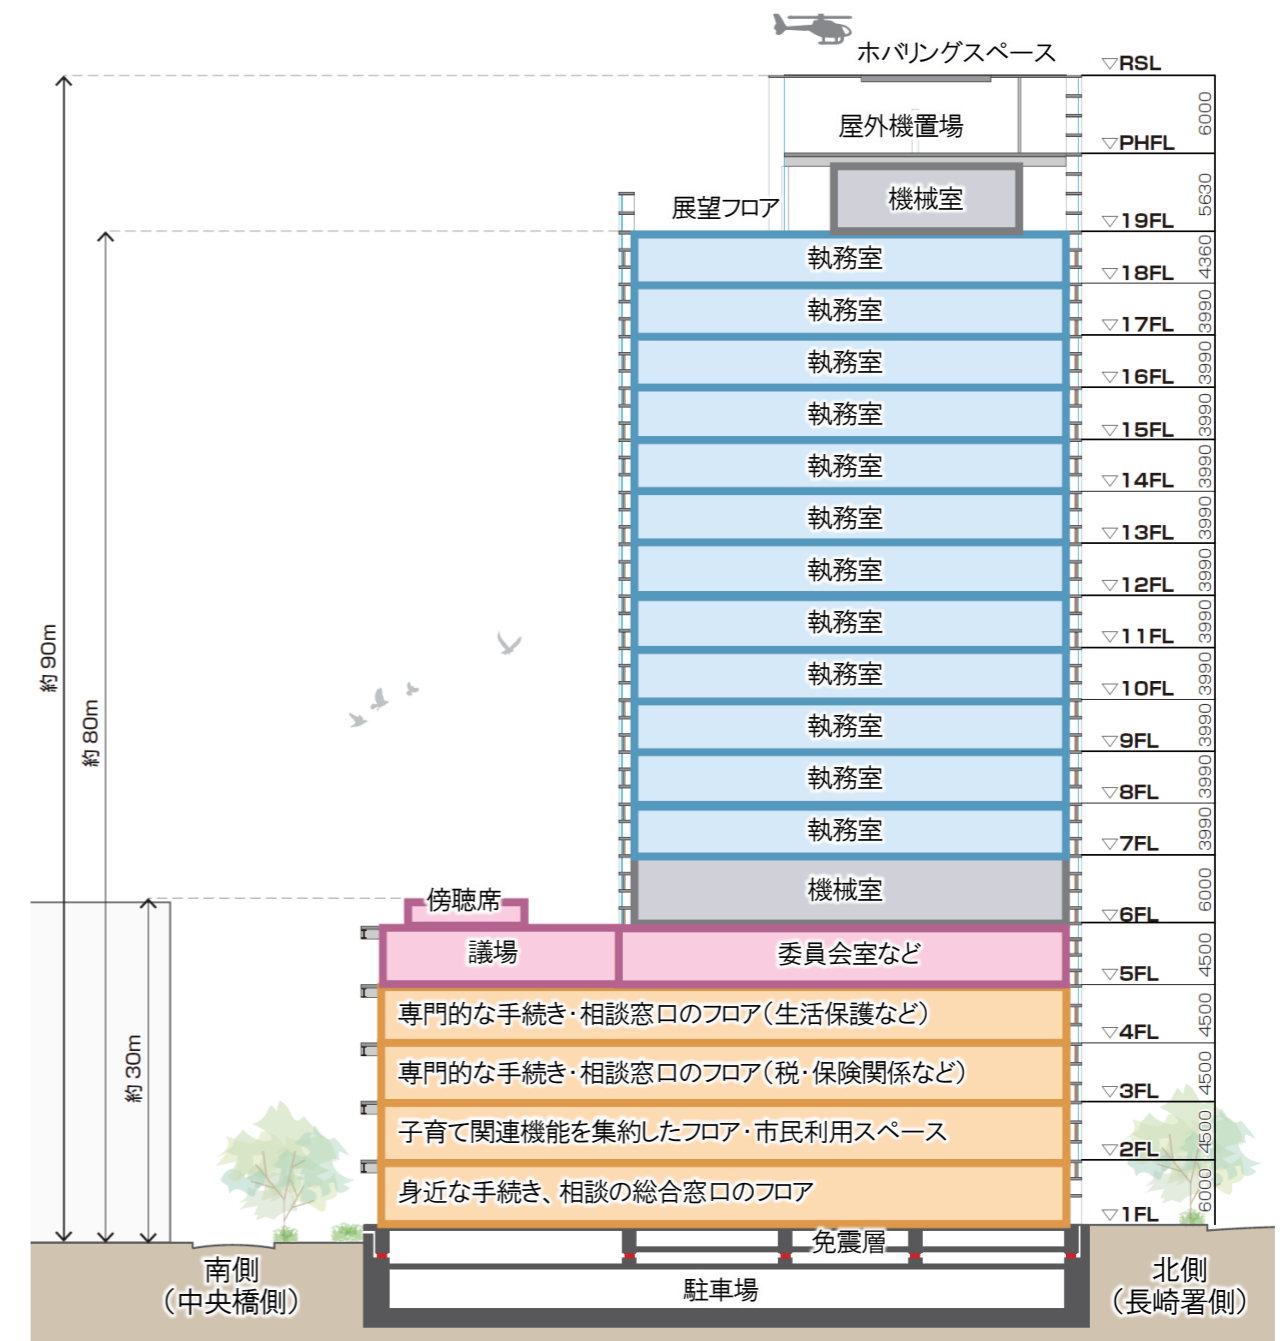 ホバリングスペース
▽RSL
6000
屋外機置場
▽PHFL
機械室
5630
展望フロア
▽19FL
執務室
4360
▽18FL
執務室
3990
▽17FL
執務室
3990
▽16FL
執務室
3990
▽15FL
執務室
3990
▽14FL
執務室
3990
▽13FL
執務室
3990
▽12FL
執務室
3990
▽11FL
執務室
3990
▽10FL
執務室
3990
▽9FL
執務室
3990
▽8FL
執務室
3990
▽7FL
機械室
6000
▽6FL
傍聴席
議場
委員会室など
4500
▽5FL
専門的な手続き・相談窓口のフロア(生活保護など)
4500
▽4FL
専門的な手続き・相談窓口のフロア(税・保険関係など)
4500
▽3FL
子育て関連機能を集約したフロア・市民利用スペース
4500
▽2FL
身近な手続き、相談の総合窓口のフロア
6000
▽1FL
約 90m
約 80m
約 30m
免震層
駐車場
南側
(中央橋側)
北側
(長崎署側)